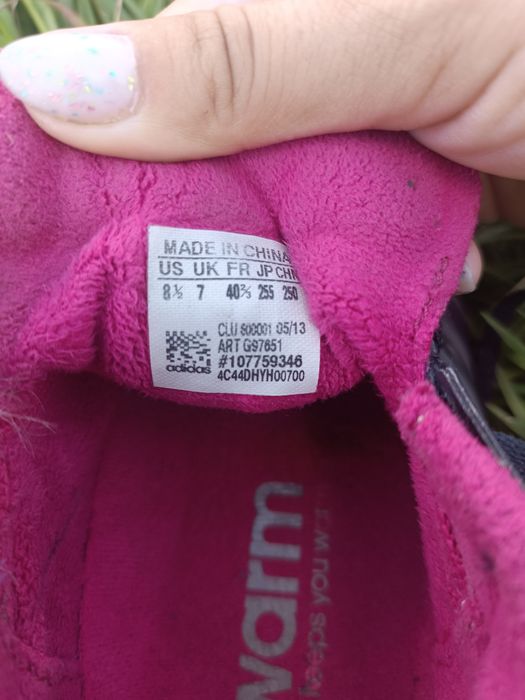 MADE IN CHINA
US UK FR JP CHN
8½ 7 40⅔ 255 250
CLU 600001 05/13
ART G97651
#107759346
adidas
4C44DHYH00700
warm
keeps you warm